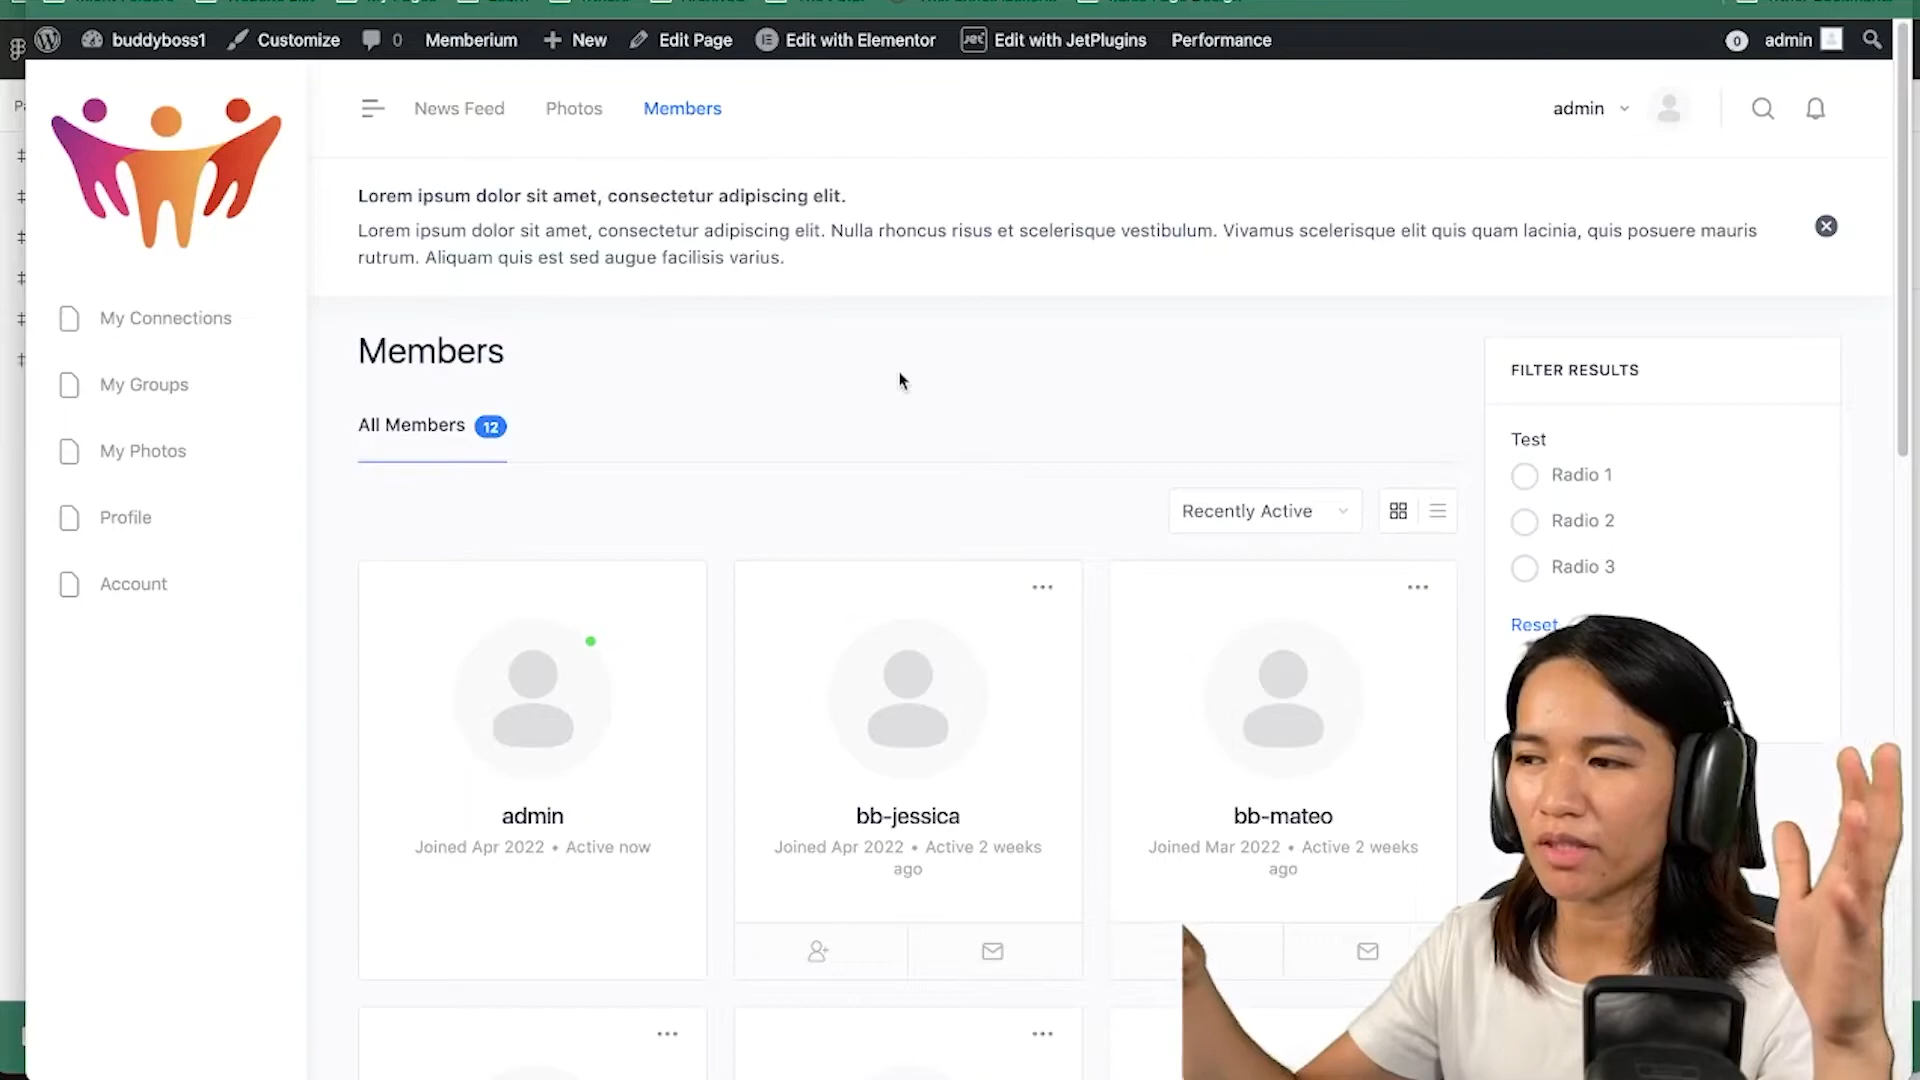 buddyboss1 Customize 0 Memberium New Edit Page Edit with Elementor Edit with JetPlugins Performance 0 admin
News Feed Photos Members admin
Lorem ipsum dolor sit amet, consectetur adipiscing elit.
Lorem ipsum dolor sit amet, consectetur adipiscing elit. Nulla rhoncus risus et scelerisque vestibulum. Vivamus scelerisque elit quis quam lacinia, quis posuere mauris
rutrum. Aliquam quis est sed augue facilisis varius.
My Connections
My Groups
My Photos
Profile
Account
Members
All Members 12
Recently Active
admin
Joined Apr 2022 • Active now
bb-jessica
Joined Apr 2022 • Active 2 weeks
ago
bb-mateo
Joined Mar 2022 • Active 2 weeks
ago
FILTER RESULTS
Test
Radio 1
Radio 2
Radio 3
Reset